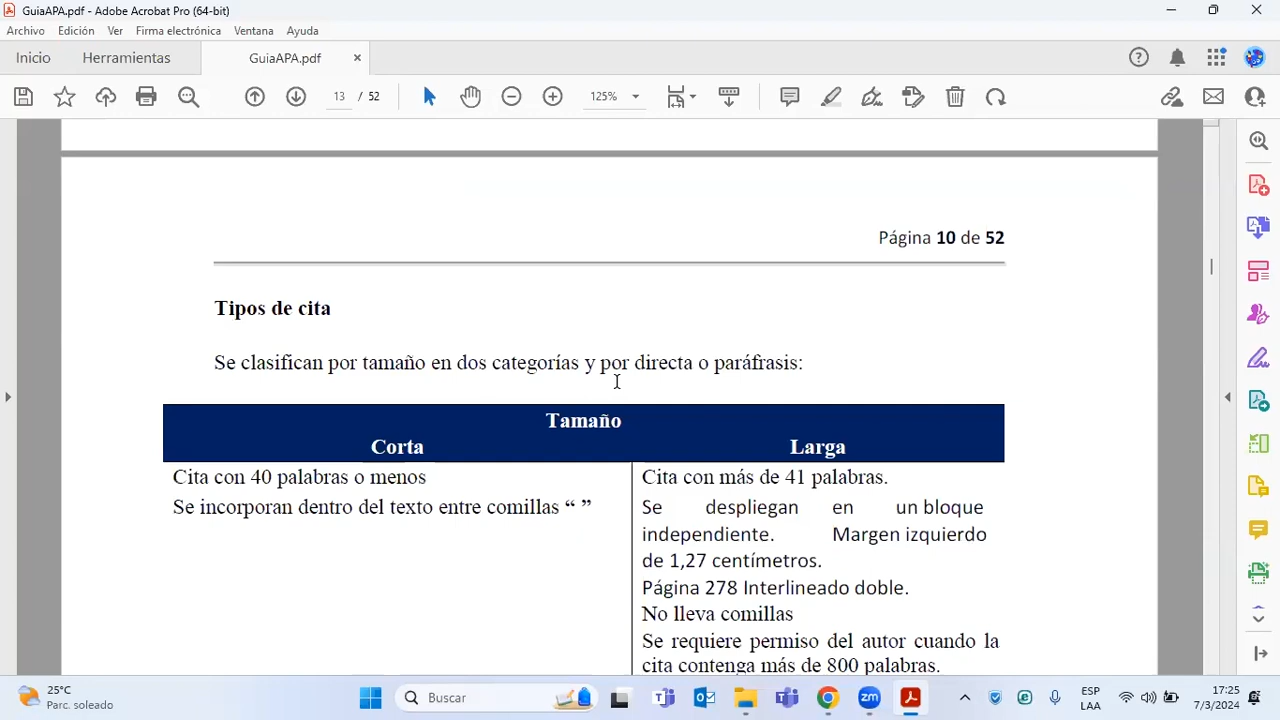 GuiaAPA.pdf - Adobe Acrobat Pro (64-bit)
Archivo Edición Ver Firma electrónica Ventana Ayuda
Inicio Herramientas GuiaAPA.pdf
13 / 52 125%
Página 10 de 52
Tipos de cita
Se clasifican por tamaño en dos categorías y por directa o paráfrasis:
Tamaño
Corta Larga
Cita con 40 palabras o menos
Se incorporan dentro del texto entre comillas “ ”
Cita con más de 41 palabras.
Se despliegan en un bloque
independiente. Margen izquierdo
de 1,27 centímetros.
Página 278 Interlineado doble.
No lleva comillas
Se requiere permiso del autor cuando la
cita contenga más de 800 palabras.
25°C
Parc. soleado
Buscar
ESP
LAA
17:25
7/3/2024